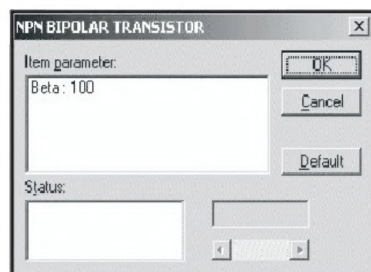 NPN BIPOLAR TRANSISTOR
Item parameter:
OK
Beta: 100
Cancel
Default
Status: